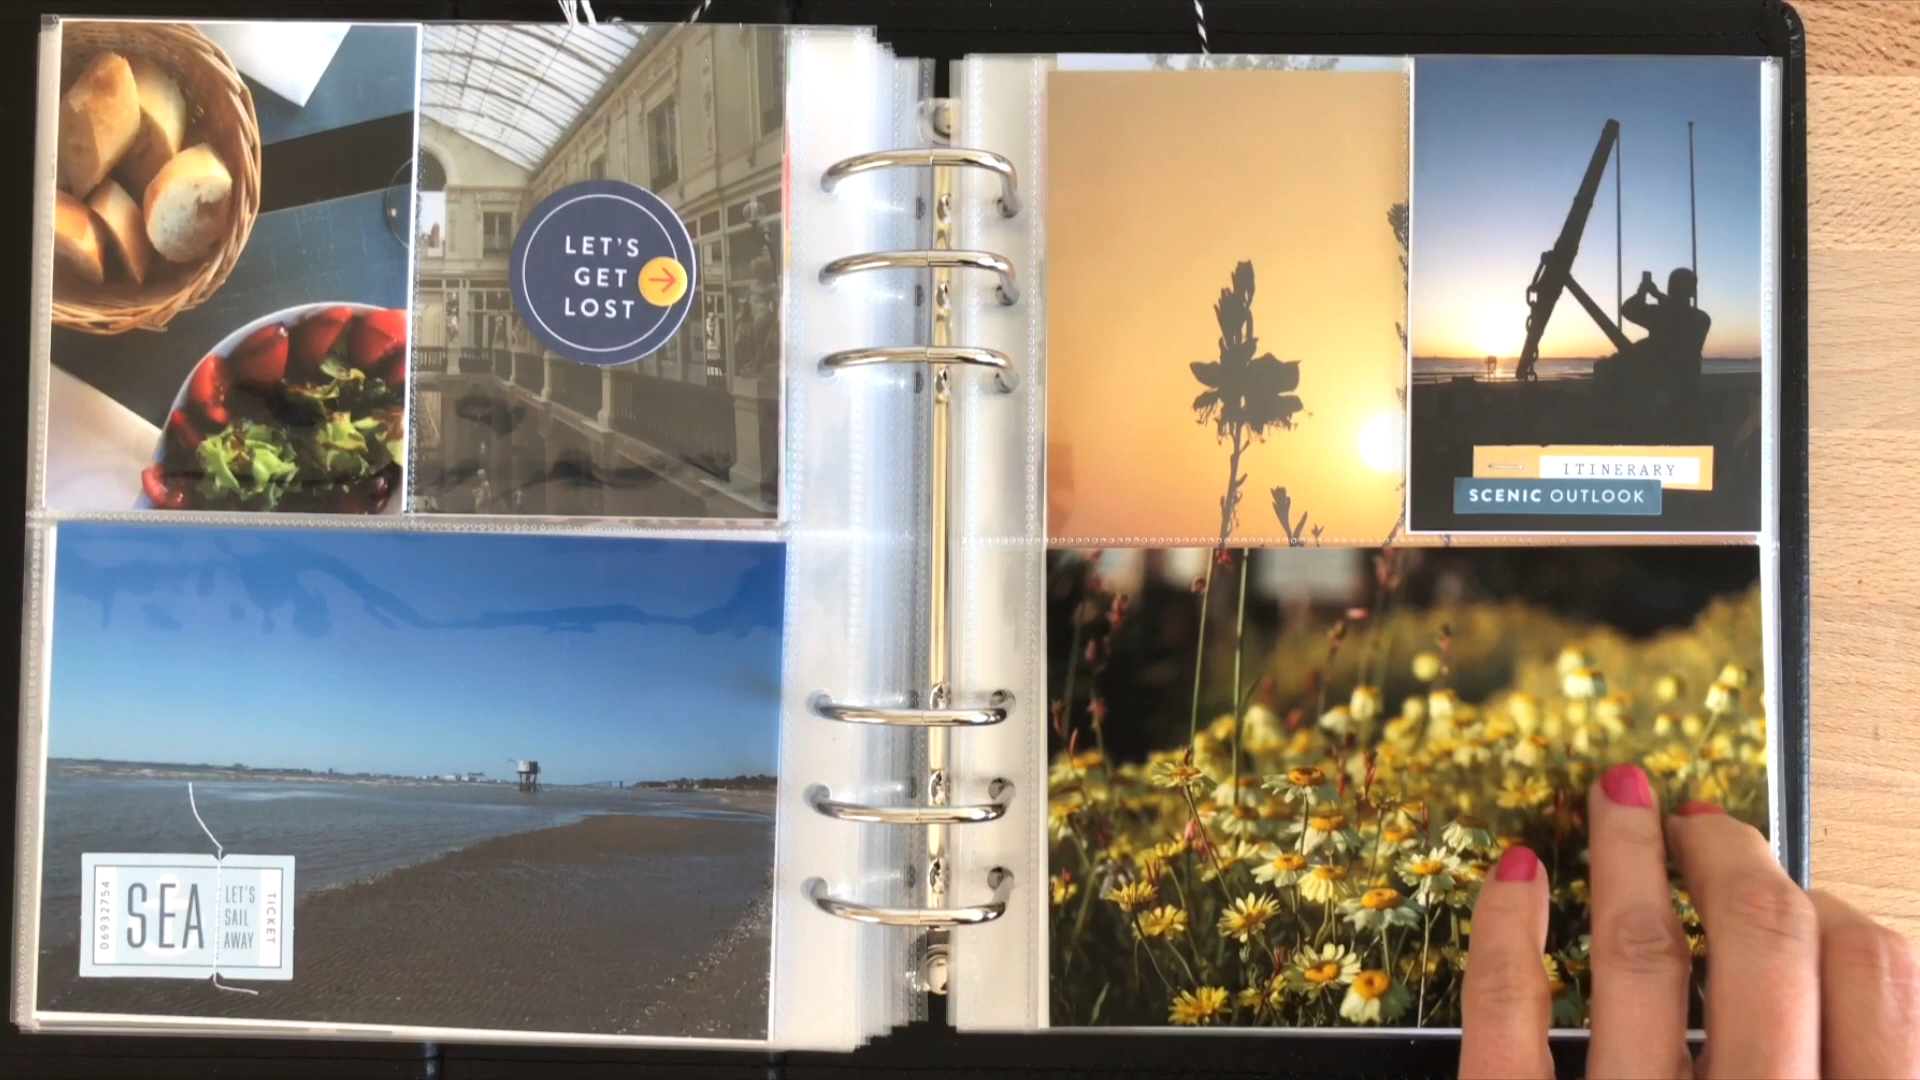 LET'S
GET
LOST
ITINERARY
SCENIC OUTLOOK
06932754
SEA
LET'S
SAIL
AWAY
TICKET